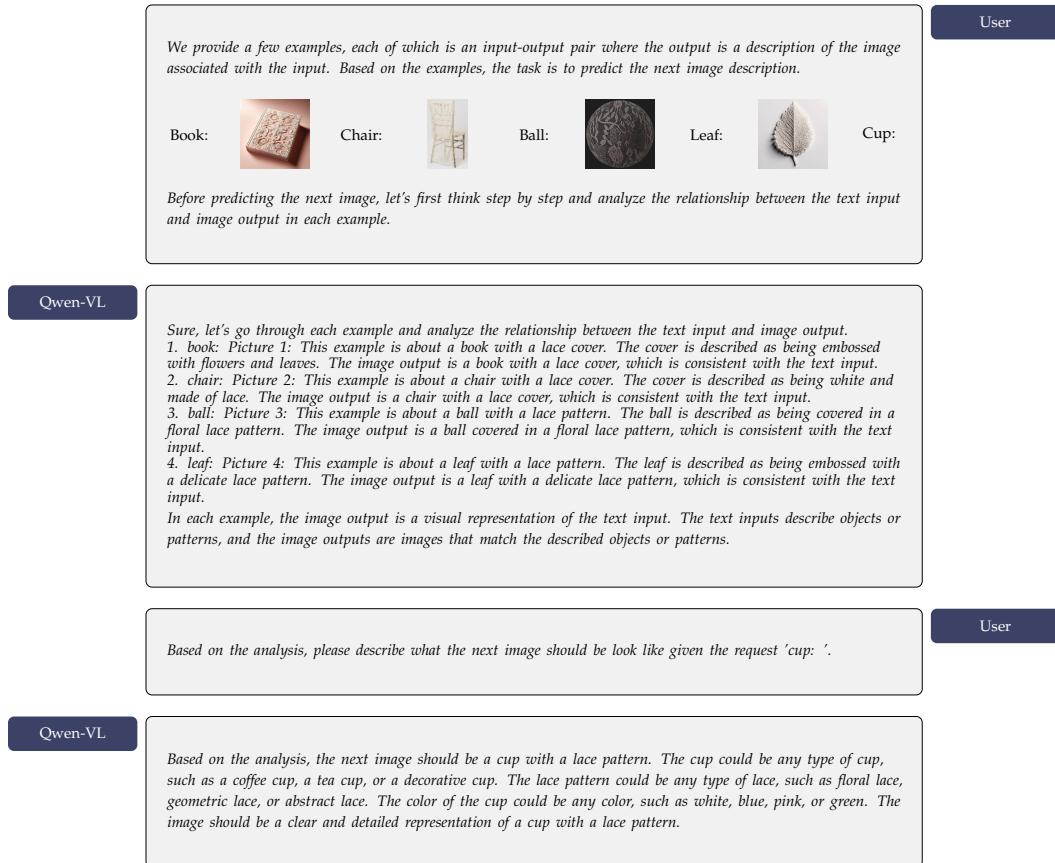 User
We provide a few examples, each of which is an input-output pair where the output is a description of the image
associated with the input. Based on the examples, the task is to predict the next image description.
Book: Chair: Ball: Leaf: Cup:
Before predicting the next image, let's first think step by step and analyze the relationship between the text input
and image output in each example.
Qwen-VL
Sure, let's go through each example and analyze the relationship between the text input and image output.
1. book: Picture 1: This example is about a book with a lace cover. The cover is described as being embossed
with flowers and leaves. The image output is a book with a lace cover, which is consistent with the text input.
2. chair: Picture 2: This example is about a chair with a lace cover. The cover is described as being white and
made of lace. The image output is a chair with a lace cover, which is consistent with the text input.
3. ball: Picture 3: This example is about a ball with a lace pattern. The ball is described as being covered in a
floral lace pattern. The image output is a ball covered in a floral lace pattern, which is consistent with the text
input.
4. leaf: Picture 4: This example is about a leaf with a lace pattern. The leaf is described as being embossed with
a delicate lace pattern. The image output is a leaf with a delicate lace pattern, which is consistent with the text
input.
In each example, the image output is a visual representation of the text input. The text inputs describe objects or
patterns, and the image outputs are images that match the described objects or patterns.
User
Based on the analysis, please describe what the next image should be look like given the request 'cup: '.
Qwen-VL
Based on the analysis, the next image should be a cup with a lace pattern. The cup could be any type of cup,
such as a coffee cup, a tea cup, or a decorative cup. The lace pattern could be any type of lace, such as floral lace,
geometric lace, or abstract lace. The color of the cup could be any color, such as white, blue, pink, or green. The
image should be a clear and detailed representation of a cup with a lace pattern.